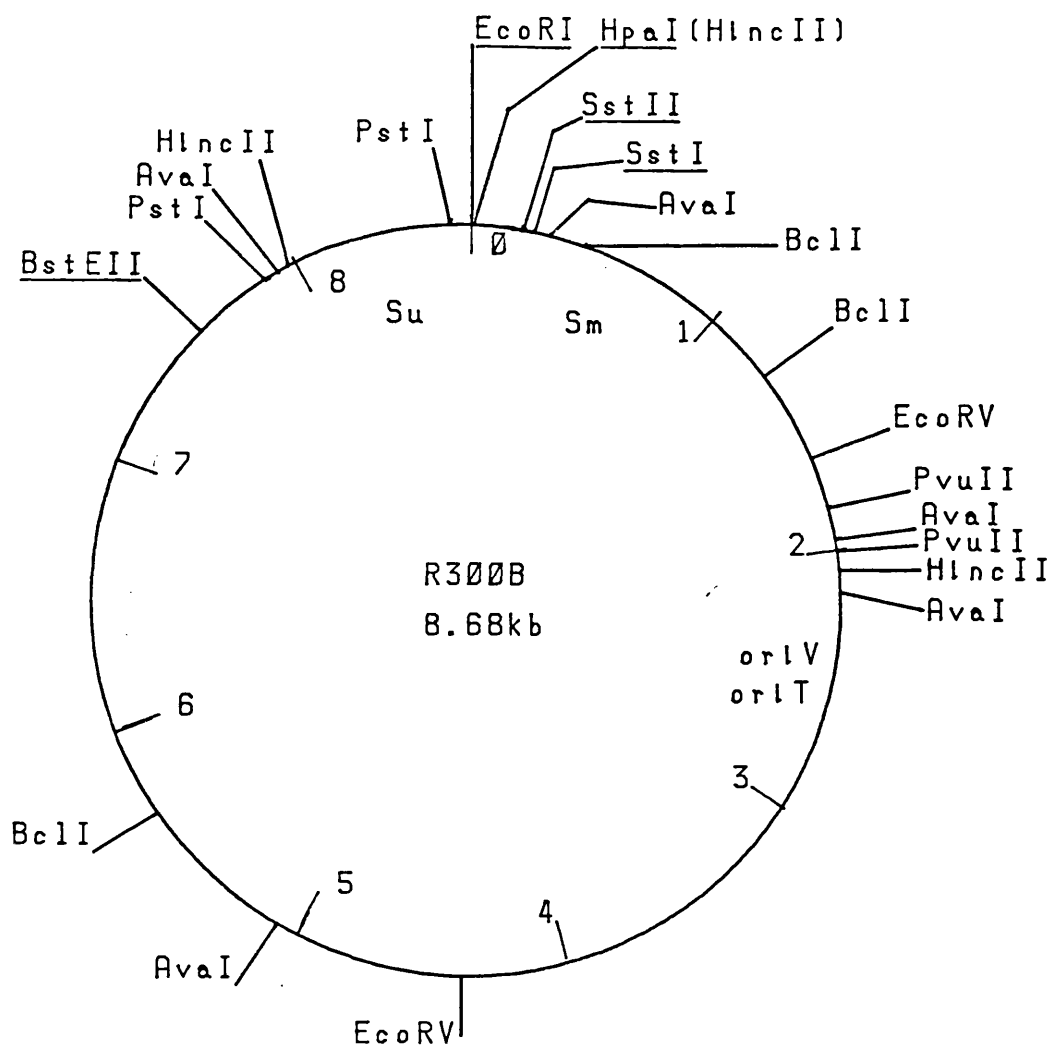 EcoRI HpaI(HincII)
SstII
PstI
HincII
SstI
AvaI
AvaI
PstI
BclI
0
BstEII
8
Su
Sm
BclI
1
EcoRV
7
PvuII
AvaI
2
PvuII
HincII
R300B
AvaI
8.68kb
oriV
oriT
6
3
BclI
5
4
AvaI
EcoRV